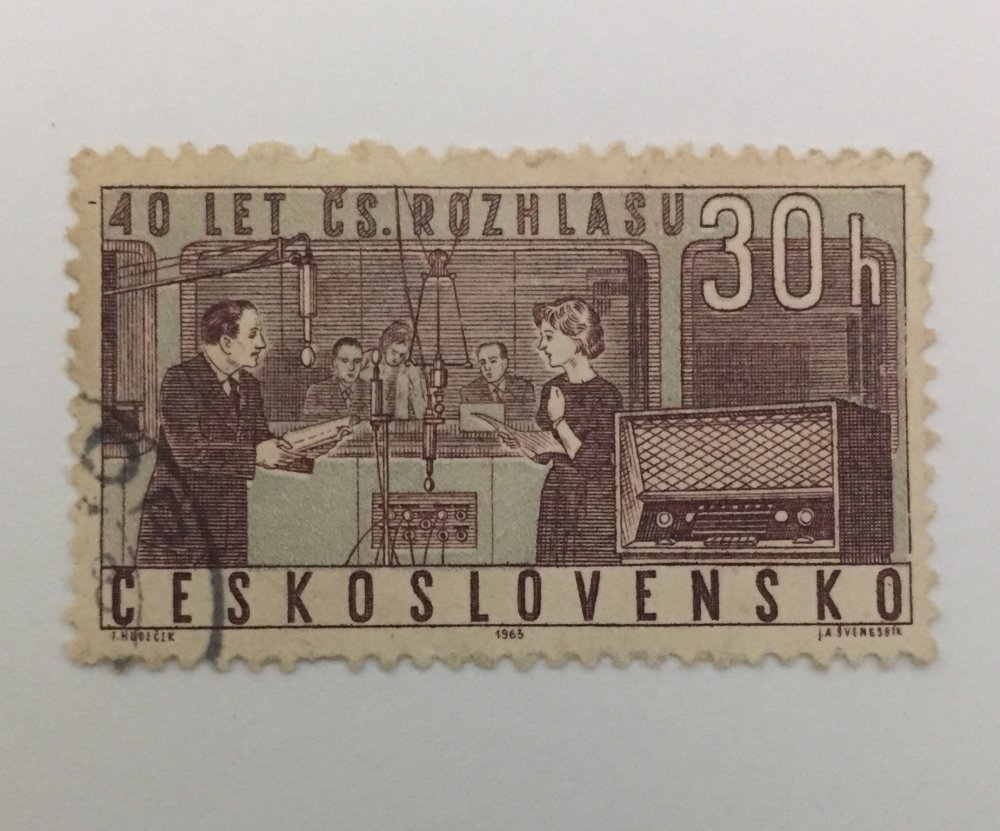 40 LET ČS. ROZHLASU
30 h
ČESKOSLOVENSKO
F. HUDEČEK 1963 J. A. ŠVENGSBÍR